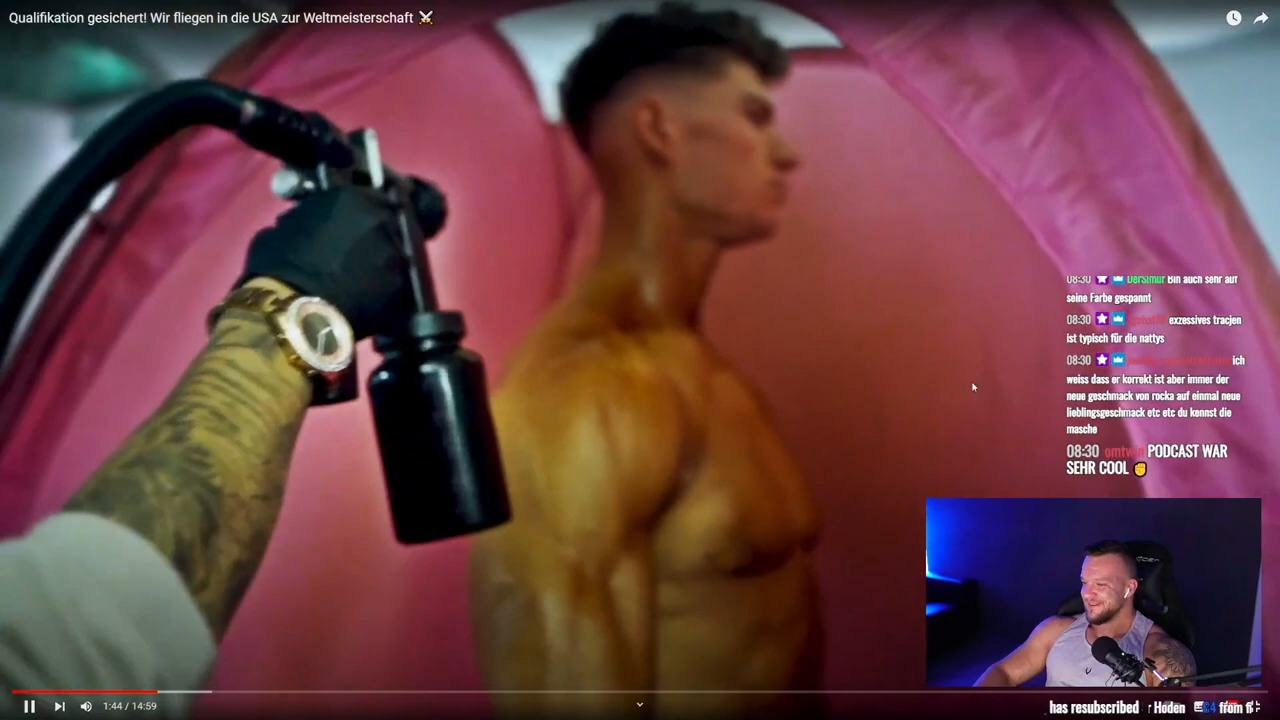 Qualifikation gesichert! Wir fliegen in die USA zur Weltmeisterschaft ⚔️
08:30 DerSimur Bin auch sehr auf
seine Farbe gespannt
08:30 exzessives tracjen
ist typisch für die nattys
08:30 ich
weiss dass er korrekt ist aber immer der
neue geschmack von rocka auf einmal neue
lieblingsgeschmack etc etc du kennst die
masche
08:30 PODCAST WAR
SEHR COOL ✊
1:44 / 14:59
has resubscribed Hoden